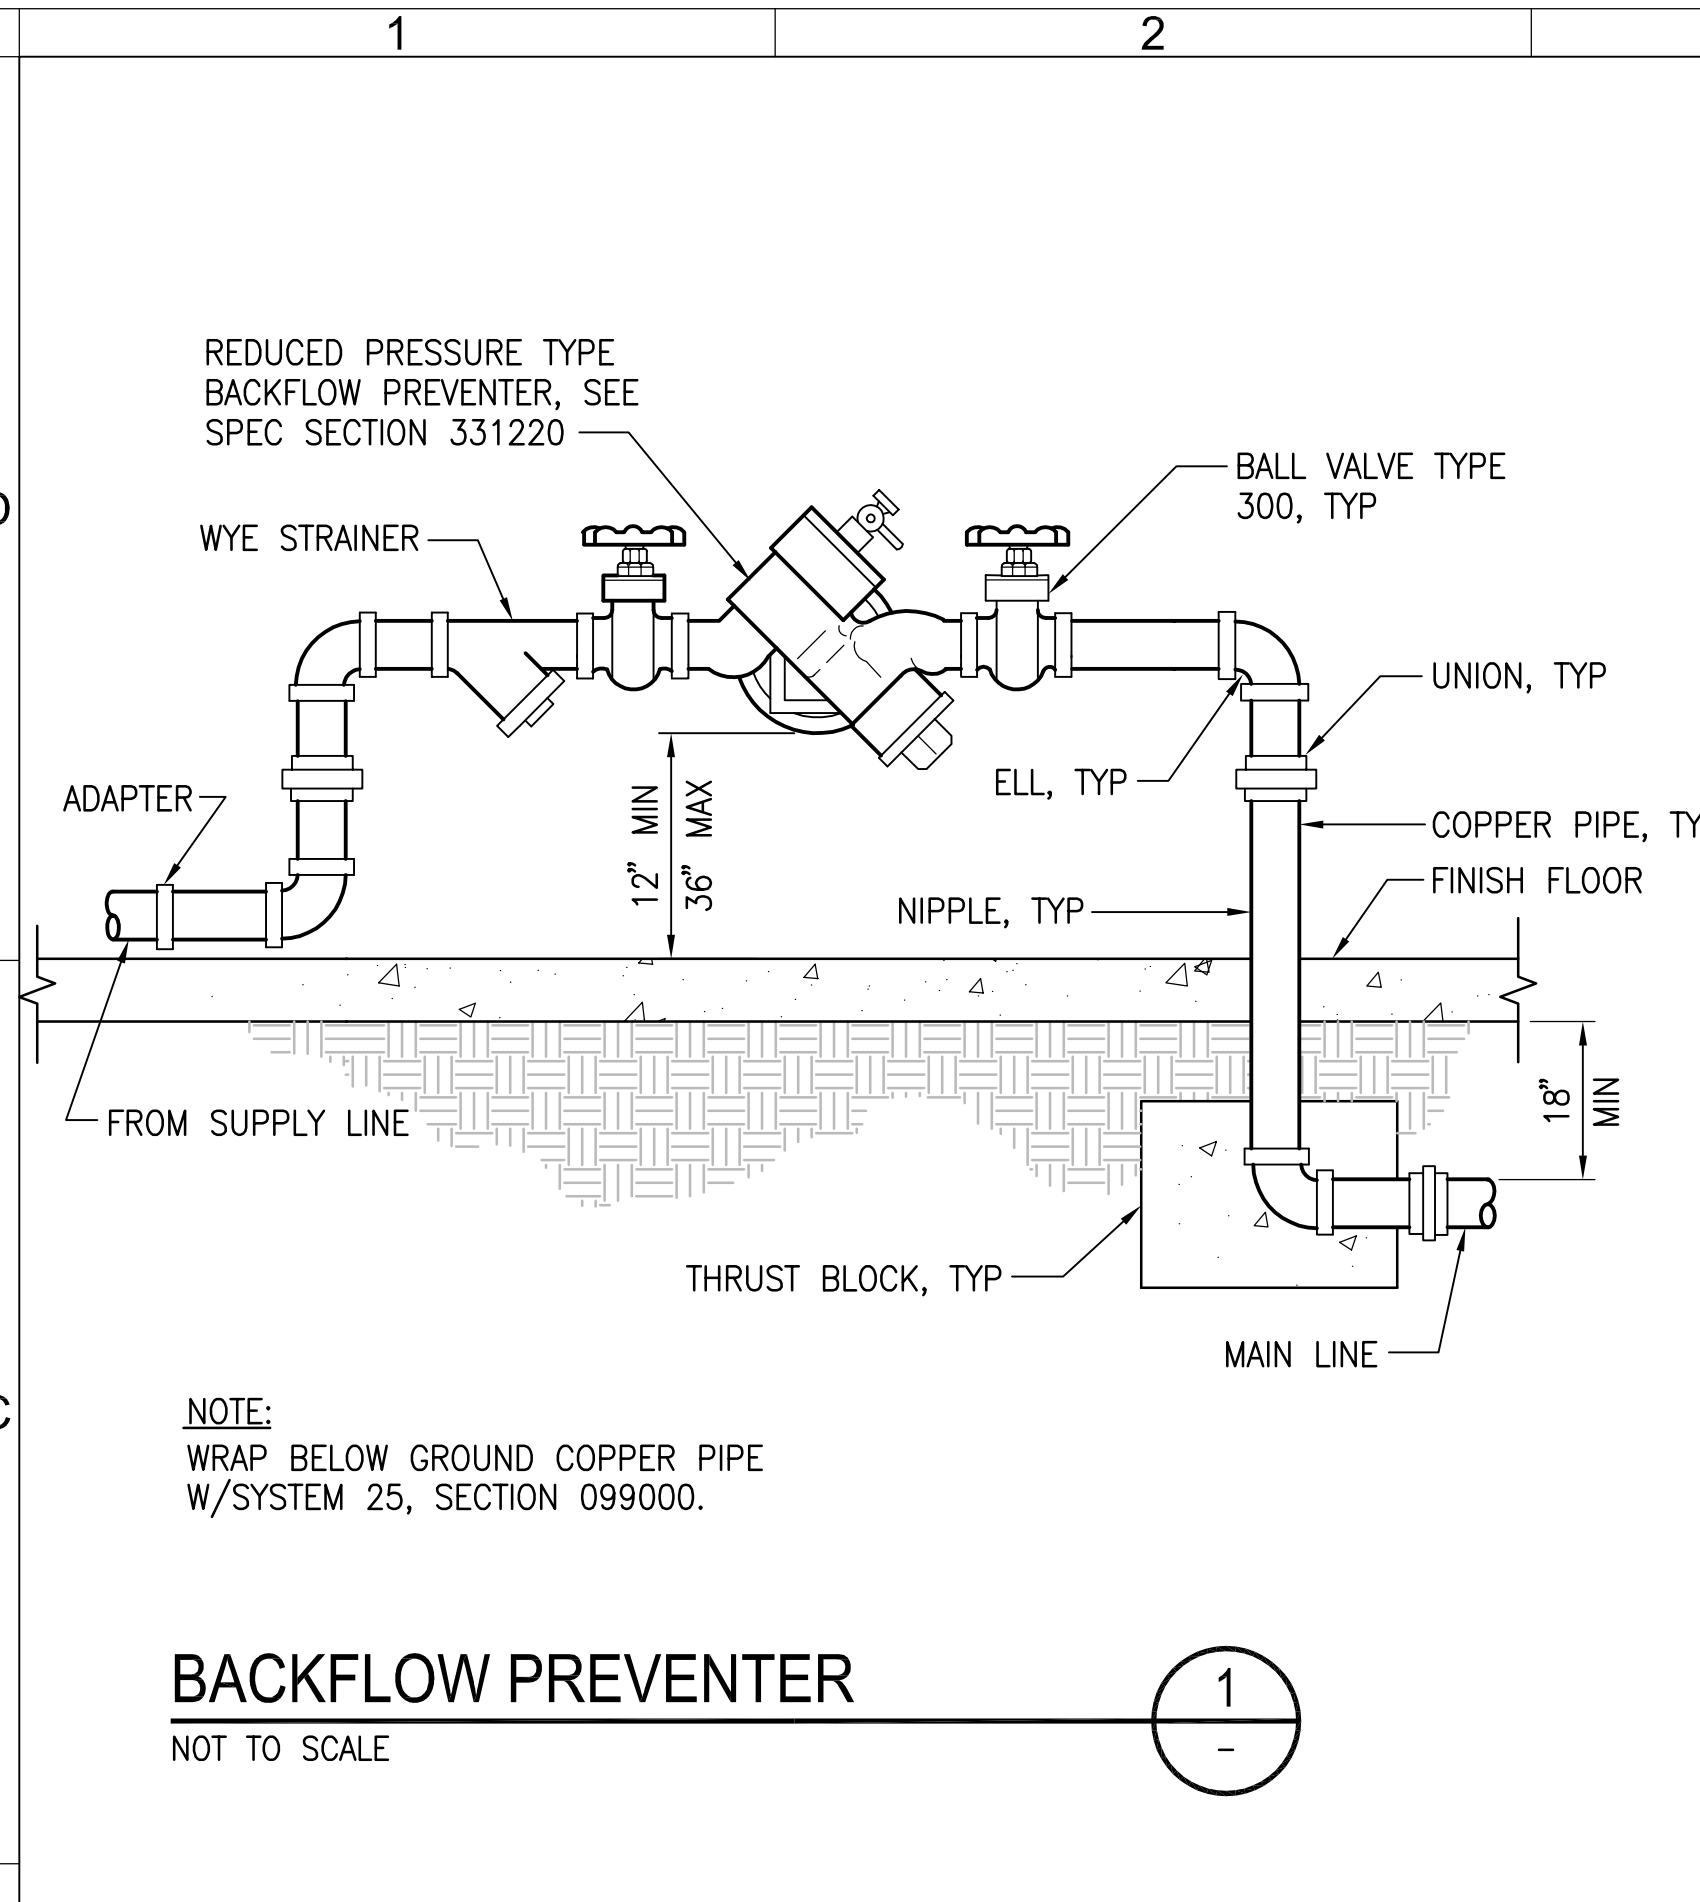 1
2
REDUCED PRESSURE TYPE
BACKFLOW PREVENTER, SEE
SPEC SECTION 331220
BALL VALVE TYPE
300, TYP
WYE STRAINER
UNION, TYP
ELL, TYP
ADAPTER
12" MIN
36" MAX
COPPER PIPE, TY
FINISH FLOOR
NIPPLE, TYP
FROM SUPPLY LINE
18"
MIN
THRUST BLOCK, TYP
MAIN LINE
NOTE:
WRAP BELOW GROUND COPPER PIPE
W/SYSTEM 25, SECTION 099000.
BACKFLOW PREVENTER
1
-
NOT TO SCALE